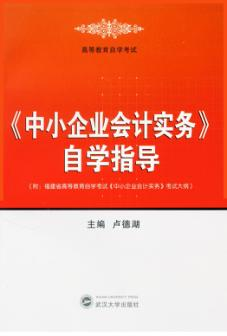 高等教育自学考试
《中小企业会计实务》
自学指导
（附：福建省高等教育自学考试《中小企业会计实务》考试大纲）
主编 卢德湖
武汉大学出版社